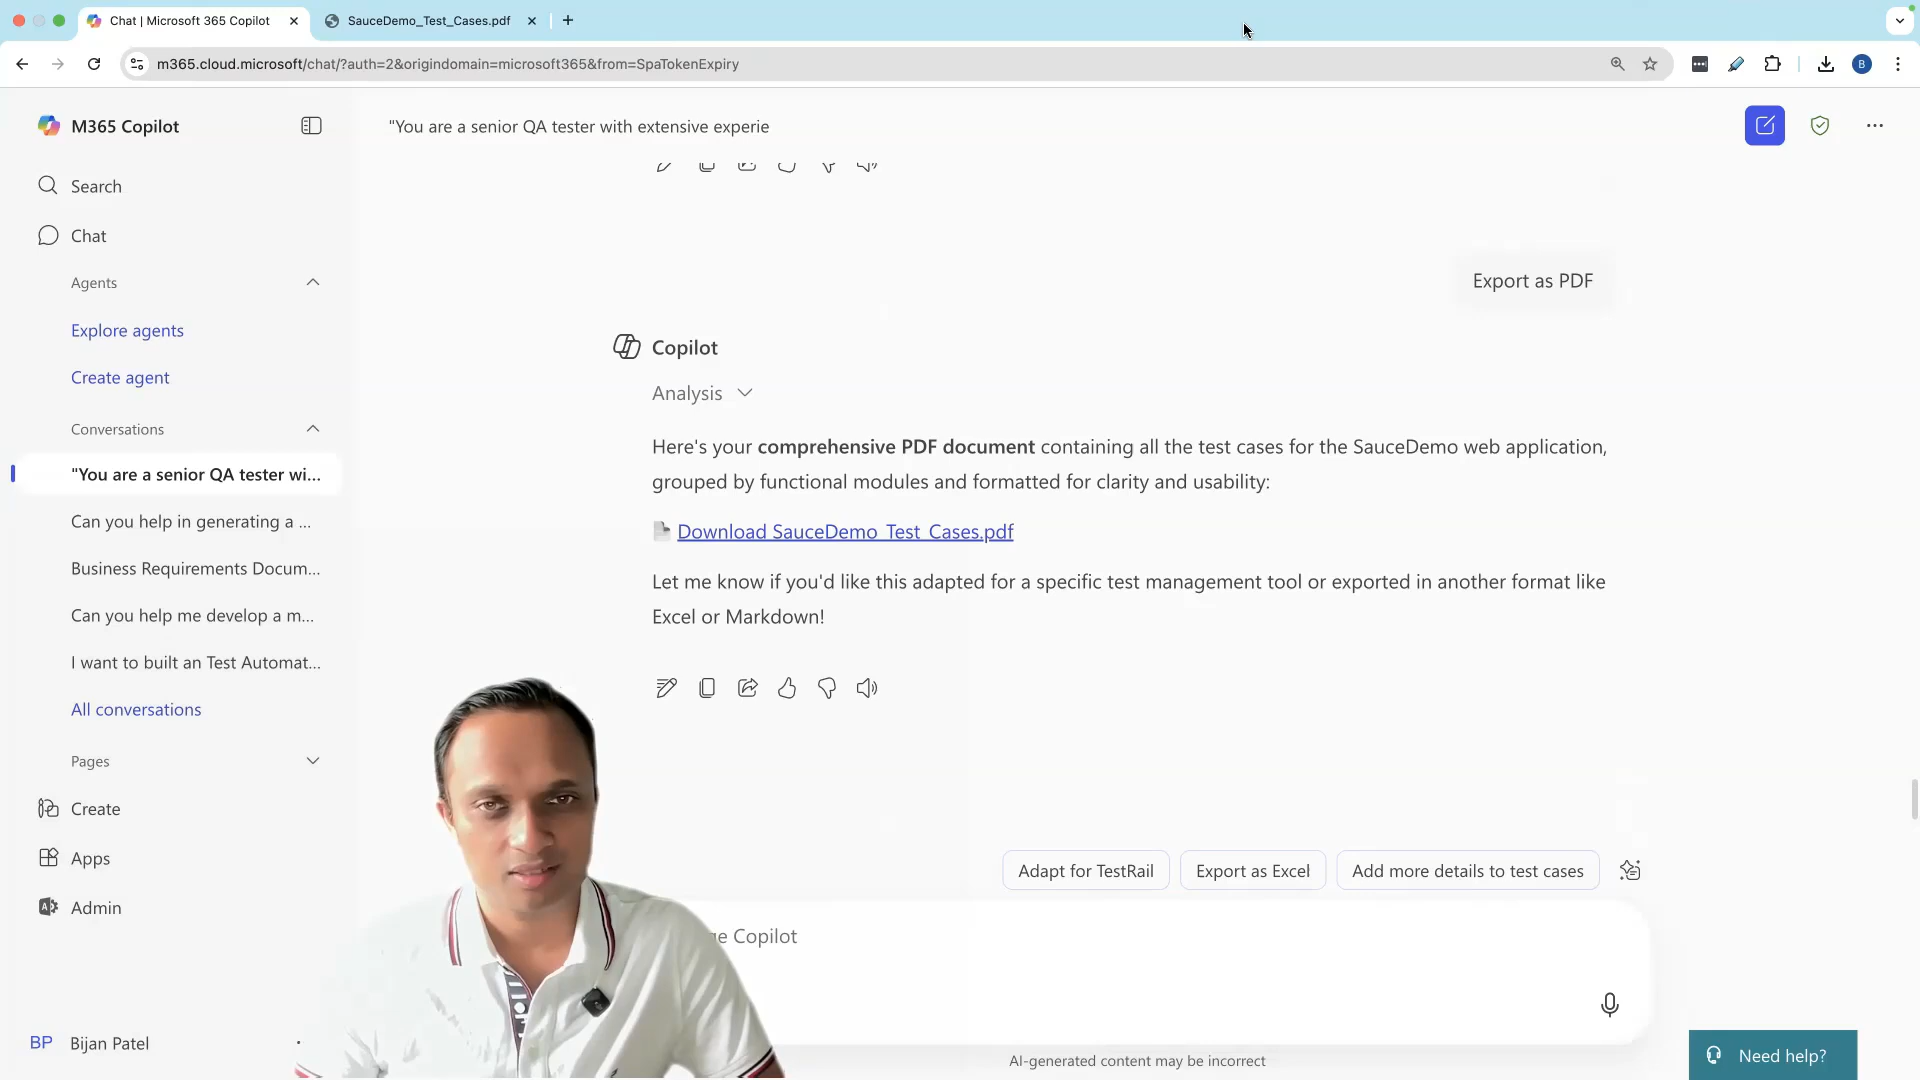 Chat | Microsoft 365 Copilot
SauceDemo_Test_Cases.pdf
m365.cloud.microsoft/chat/?auth=2&origindomain=microsoft365&from=SpaTokenExpiry
B
M365 Copilot
"You are a senior QA tester with extensive experie
Search
Chat
Agents
Explore agents
Create agent
Conversations
"You are a senior QA tester wi...
Can you help in generating a ...
Business Requirements Docum...
Can you help me develop a m...
I want to built an Test Automat...
All conversations
Pages
Create
Apps
Admin
BP Bijan Patel
Export as PDF
Copilot
Analysis
Here's your comprehensive PDF document containing all the test cases for the SauceDemo web application,
grouped by functional modules and formatted for clarity and usability:
Download SauceDemo_Test_Cases.pdf
Let me know if you'd like this adapted for a specific test management tool or exported in another format like
Excel or Markdown!
Adapt for TestRail
Export as Excel
Add more details to test cases
Copilot
AI-generated content may be incorrect
Need help?